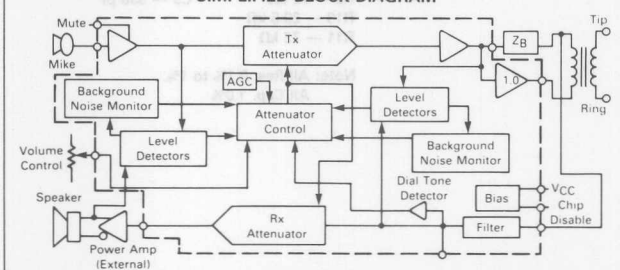 SIMPLIFIED BLOCK DIAGRAM
Mute
Mike
Tx
Attenuator
ZB
Tip
Ring
1.0
AGC
Background
Noise Monitor
Level
Detectors
Attenuator
Control
Level
Detectors
Background
Noise Monitor
Volume
Control
Speaker
Dial Tone
Detector
Bias
VCC
Chip
Disable
Filter
Rx
Attenuator
Power Amp
(External)